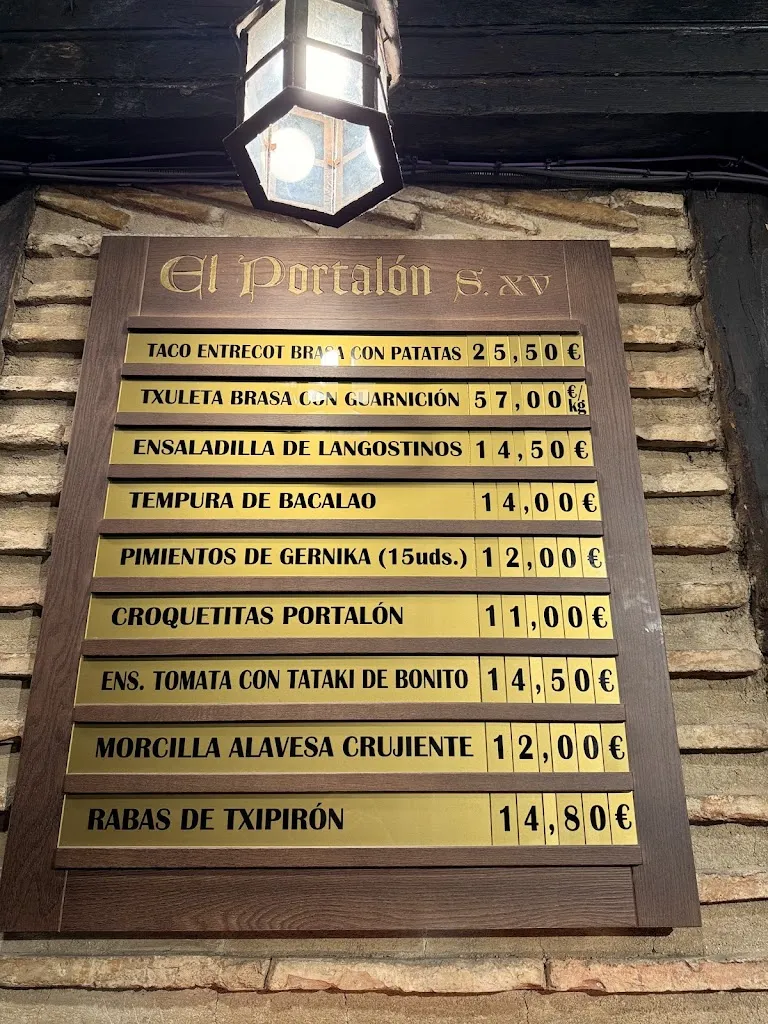 El Portalón S. XV
TACO ENTRECOT BRASA CON PATATAS 25,50 €
TXULETA BRASA CON GUARNICIÓN 57,00 €/kg
ENSALADILLA DE LANGOSTINOS 14,50 €
TEMPURA DE BACALAO 14,00 €
PIMIENTOS DE GERNIKA (15uds.) 12,00 €
CROQUETITAS PORTALÓN 11,00 €
ENS. TOMATA CON TATAKI DE BONITO 14,50 €
MORCILLA ALAVESA CRUJIENTE 12,00 €
RABAS DE TXIPIRÓN 14,80 €